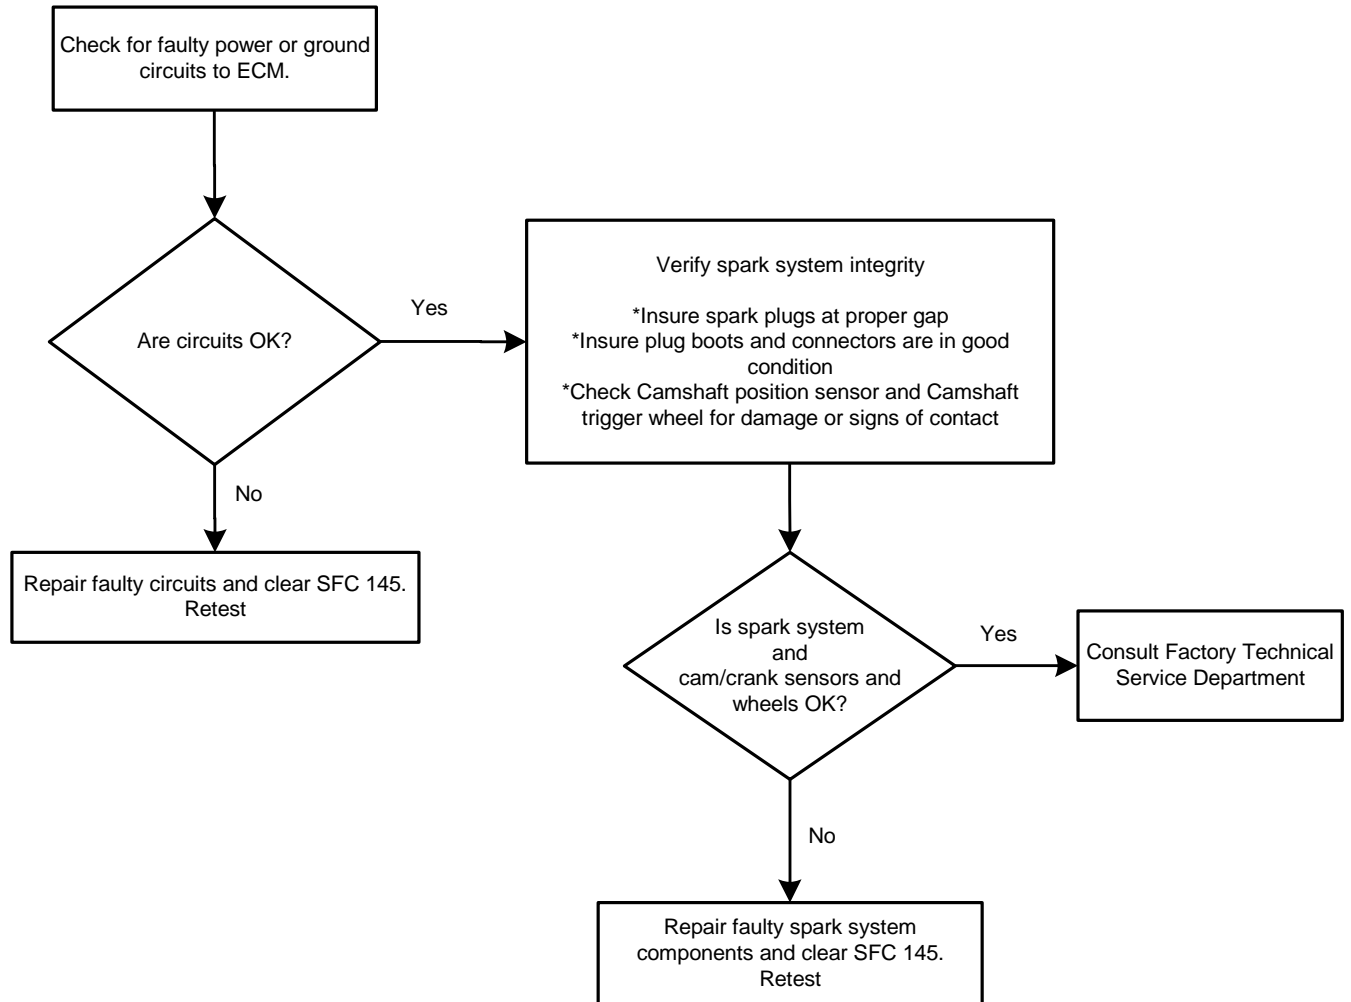 Check for faulty power or ground
circuits to ECM.
Are circuits OK?
Yes
Verify spark system integrity
*Insure spark plugs at proper gap
*Insure plug boots and connectors are in good
condition
*Check Camshaft position sensor and Camshaft
trigger wheel for damage or signs of contact
No
Repair faulty circuits and clear SFC 145.
Retest
Is spark system
and
cam/crank sensors and
wheels OK?
Yes
Consult Factory Technical
Service Department
No
Repair faulty spark system
components and clear SFC 145.
Retest